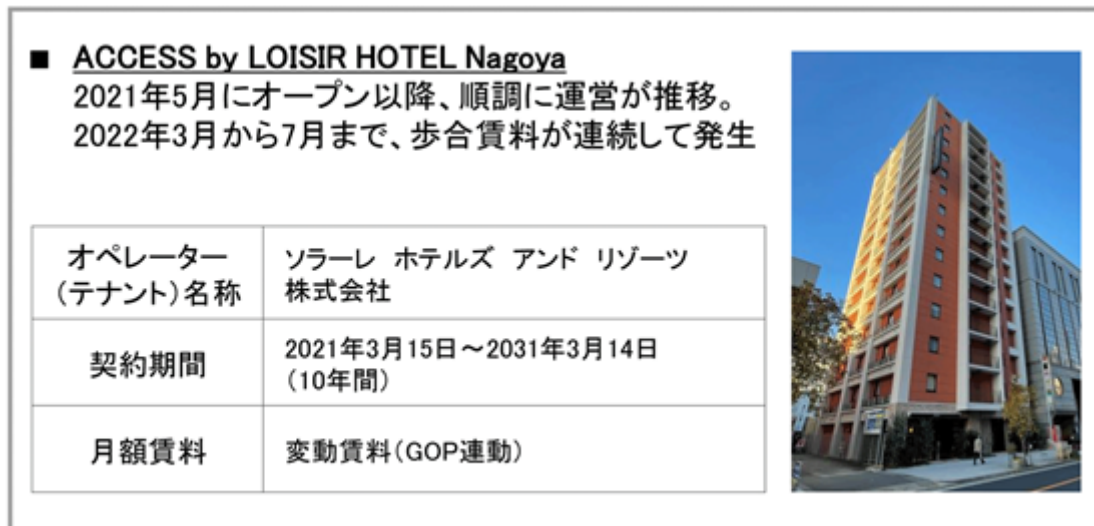 ■ ACCESS by LOISIR HOTEL Nagoya
2021年5月にオープン以降、順調に運営が推移。
2022年3月から7月まで、歩合賃料が連続して発生
オペレーター
（テナント）名称
ソラーレ ホテルズ アンド リゾーツ
株式会社
契約期間
2021年3月15日～2031年3月14日
（10年間）
月額賃料
変動賃料（GOP連動）